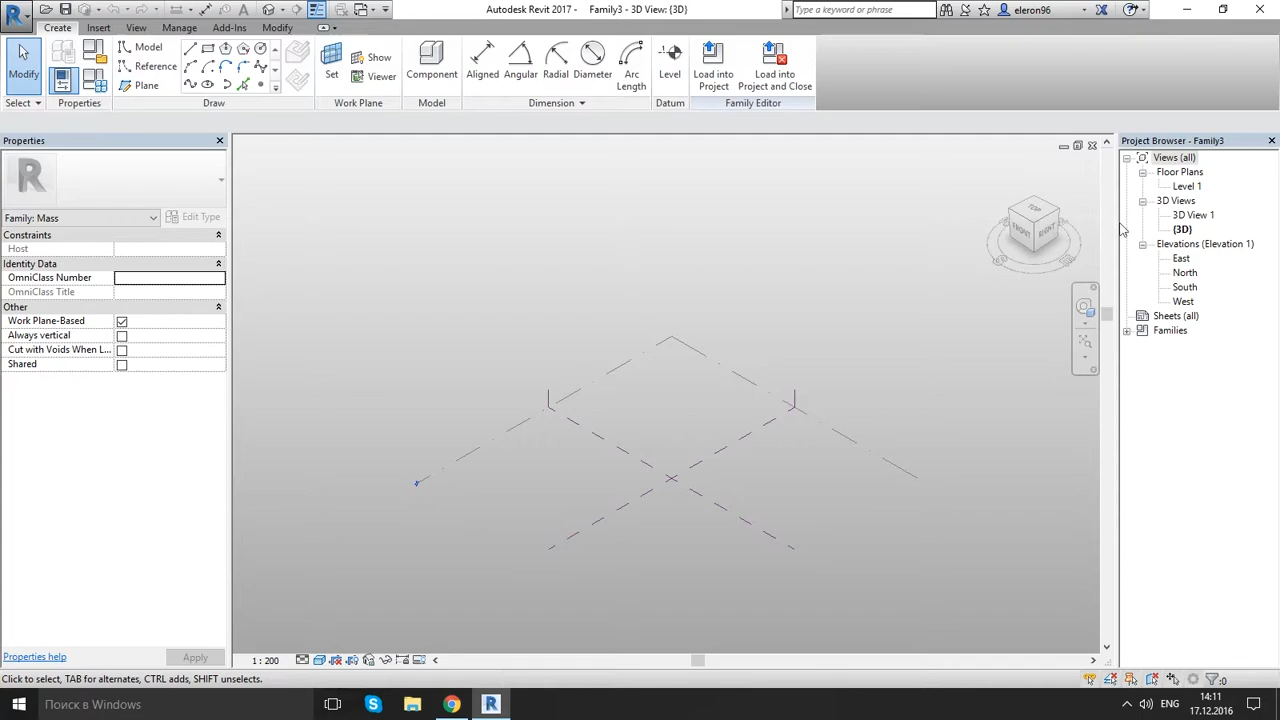 Autodesk Revit 2017 - Family3 - 3D View: {3D}
Type a keyword or phrase
eleron96
Create Insert View Manage Add-Ins Modify
Modify
Select
Properties
Model
Reference
Plane
Draw
Set
Show
Viewer
Work Plane
Component
Model
Aligned
Angular
Radial
Diameter
Arc
Length
Dimension
Level
Datum
Load into
Project
Load into
Project and Close
Family Editor
Properties
R
Family: Mass
Edit Type
Constraints
Host
Identity Data
OmniClass Number
OmniClass Title
Other
Work Plane-Based
Always vertical
Cut with Voids When L...
Shared
Properties help
Apply
TOP
FRONT
RIGHT
Project Browser - Family3
Views (all)
Floor Plans
Level 1
3D Views
3D View 1
{3D}
Elevations (Elevation 1)
East
North
South
West
Sheets (all)
Families
1 : 200
Click to select, TAB for alternates, CTRL adds, SHIFT unselects.
:0
Поиск в Windows
ENG
14:11
17.12.2016